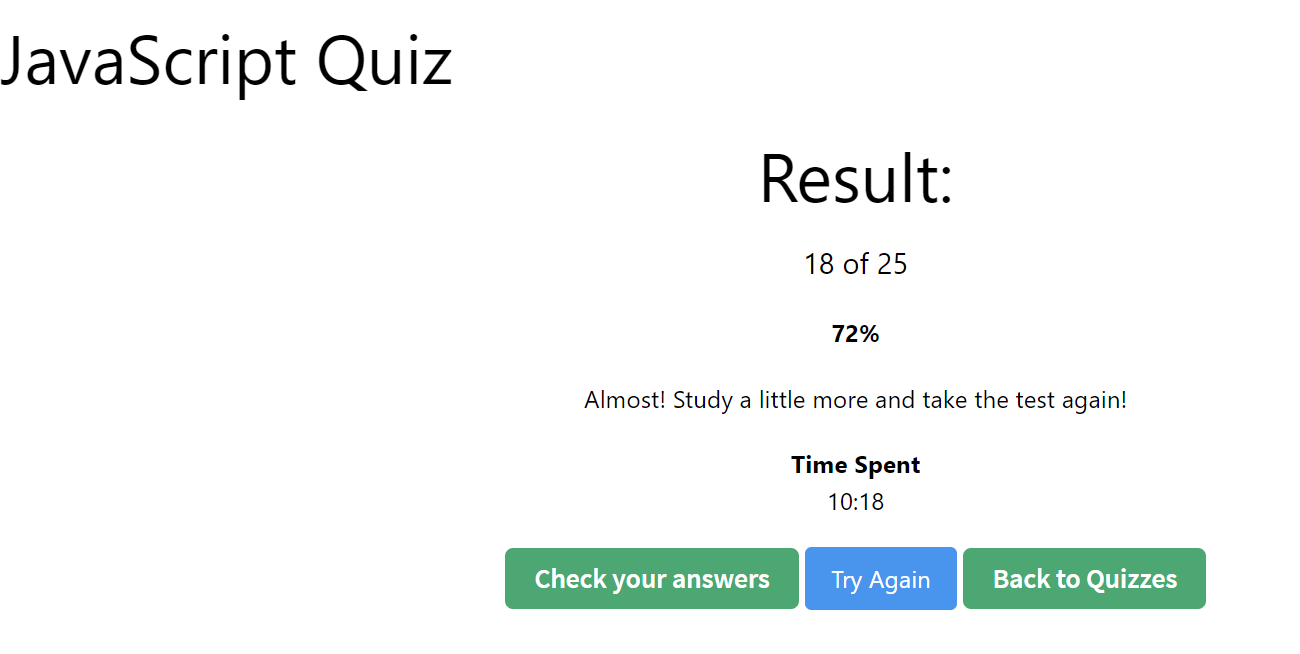 JavaScript Quiz
Result:
18 of 25
72%
Almost! Study a little more and take the test again!
Time Spent
10:18
Check your answers Try Again Back to Quizzes